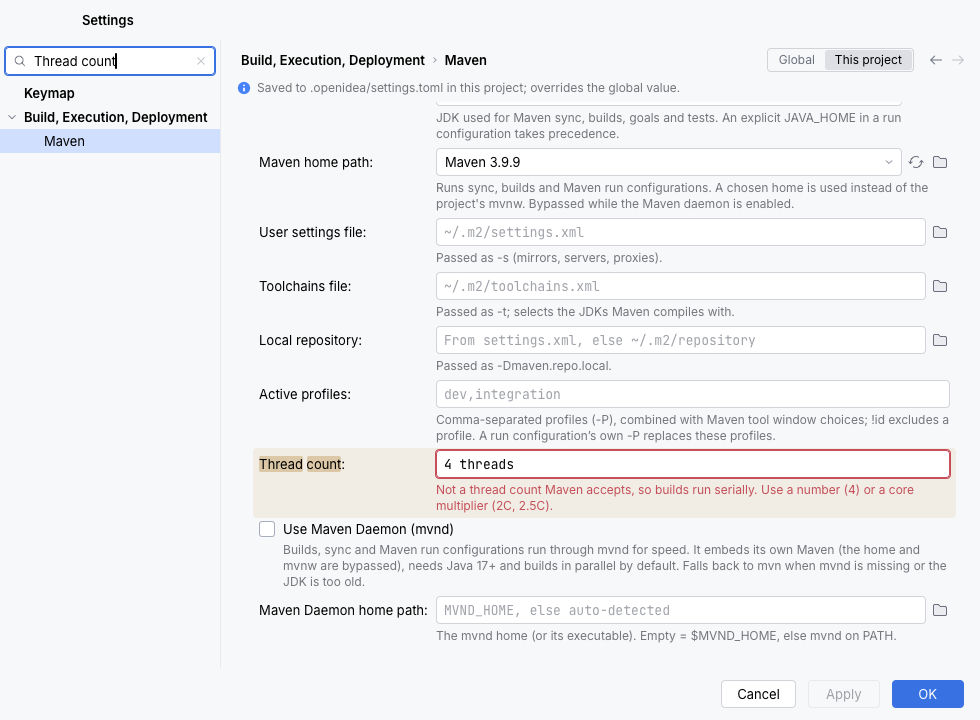 Settings
Thread count
Keymap
Build, Execution, Deployment
Maven
Build, Execution, Deployment › Maven
Global
This project
Saved to .openidea/settings.toml in this project; overrides the global value.
JDK used for Maven sync, builds, goals and tests. An explicit JAVA_HOME in a run
configuration takes precedence.
Maven home path:
Maven 3.9.9
Runs sync, builds and Maven run configurations. A chosen home is used instead of the
project's mvnw. Bypassed while the Maven daemon is enabled.
User settings file:
~/.m2/settings.xml
Passed as -s (mirrors, servers, proxies).
Toolchains file:
~/.m2/toolchains.xml
Passed as -t; selects the JDKs Maven compiles with.
Local repository:
From settings.xml, else ~/.m2/repository
Passed as -Dmaven.repo.local.
Active profiles:
dev,integration
Comma-separated profiles (-P), combined with Maven tool window choices; !id excludes a
profile. A run configuration’s own -P replaces these profiles.
Thread count:
4 threads
Not a thread count Maven accepts, so builds run serially. Use a number (4) or a core
multiplier (2C, 2.5C).
Use Maven Daemon (mvnd)
Builds, sync and Maven run configurations run through mvnd for speed. It embeds its own Maven (the home and
mvnw are bypassed), needs Java 17+ and builds in parallel by default. Falls back to mvn when mvnd is missing or the
JDK is too old.
Maven Daemon home path:
MVND_HOME, else auto-detected
The mvnd home (or its executable). Empty = $MVND_HOME, else mvnd on PATH.
Cancel
Apply
OK